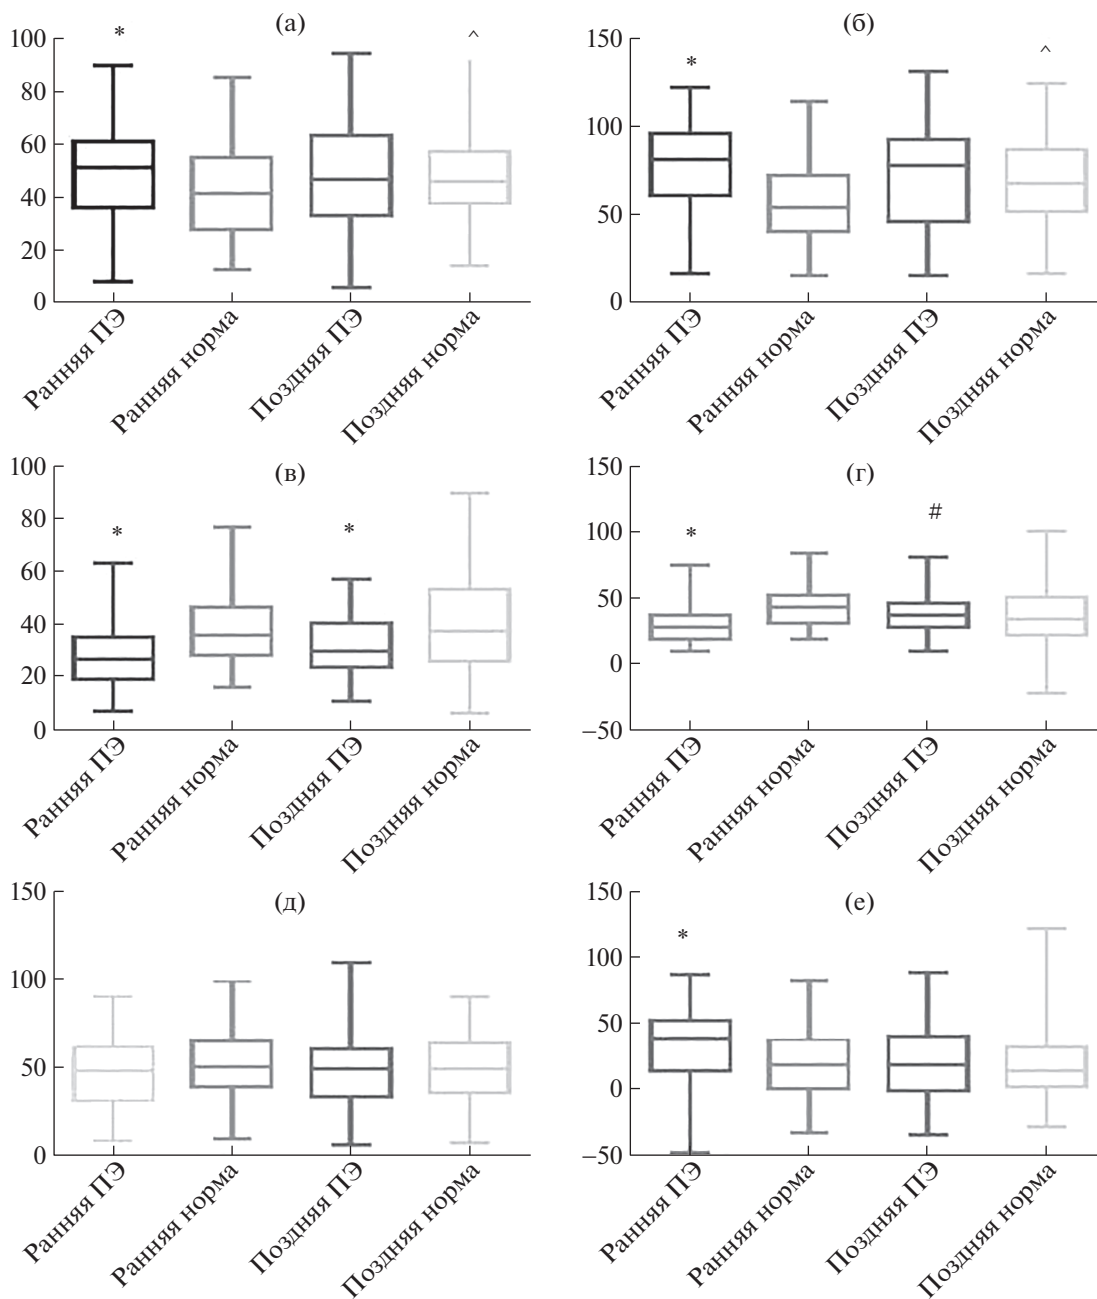 (а)
*
^
100
80
60
40
20
0
Ранняя ПЭ
Ранняя норма
Поздняя ПЭ
Поздняя норма
(б)
*
^
150
100
50
0
Ранняя ПЭ
Ранняя норма
Поздняя ПЭ
Поздняя норма
(в)
*
*
100
80
60
40
20
0
Ранняя ПЭ
Ранняя норма
Поздняя ПЭ
Поздняя норма
(г)
*
#
150
100
50
0
–50
Ранняя ПЭ
Ранняя норма
Поздняя ПЭ
Поздняя норма
(д)
150
100
50
0
Ранняя ПЭ
Ранняя норма
Поздняя ПЭ
Поздняя норма
(е)
*
150
100
50
0
–50
Ранняя ПЭ
Ранняя норма
Поздняя ПЭ
Поздняя норма